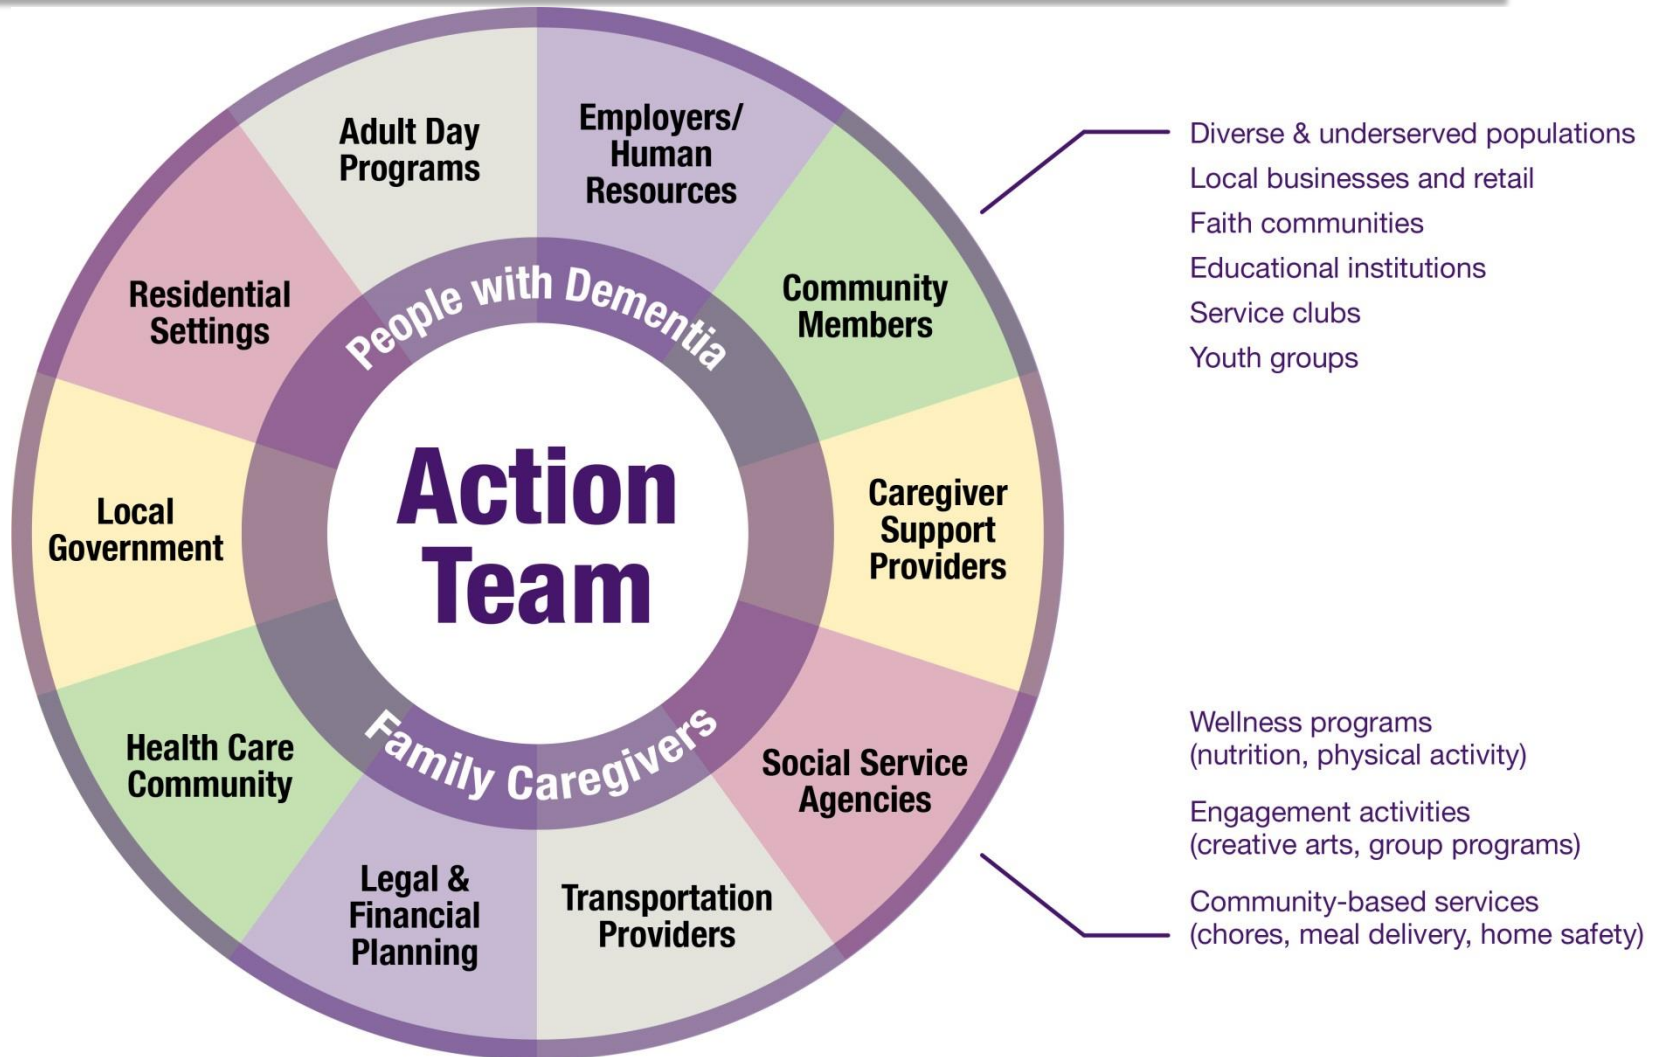 Adult Day
Programs
Employers/
Human
Resources
Community
Members
Caregiver
Support
Providers
Social Service
Agencies
Transportation
Providers
Legal &
Financial
Planning
Health Care
Community
Local
Government
Residential
Settings
People with Dementia
Action
Team
Family Caregivers
Diverse & underserved populations
Local businesses and retail
Faith communities
Educational institutions
Service clubs
Youth groups
Wellness programs
(nutrition, physical activity)
Engagement activities
(creative arts, group programs)
Community-based services
(chores, meal delivery, home safety)